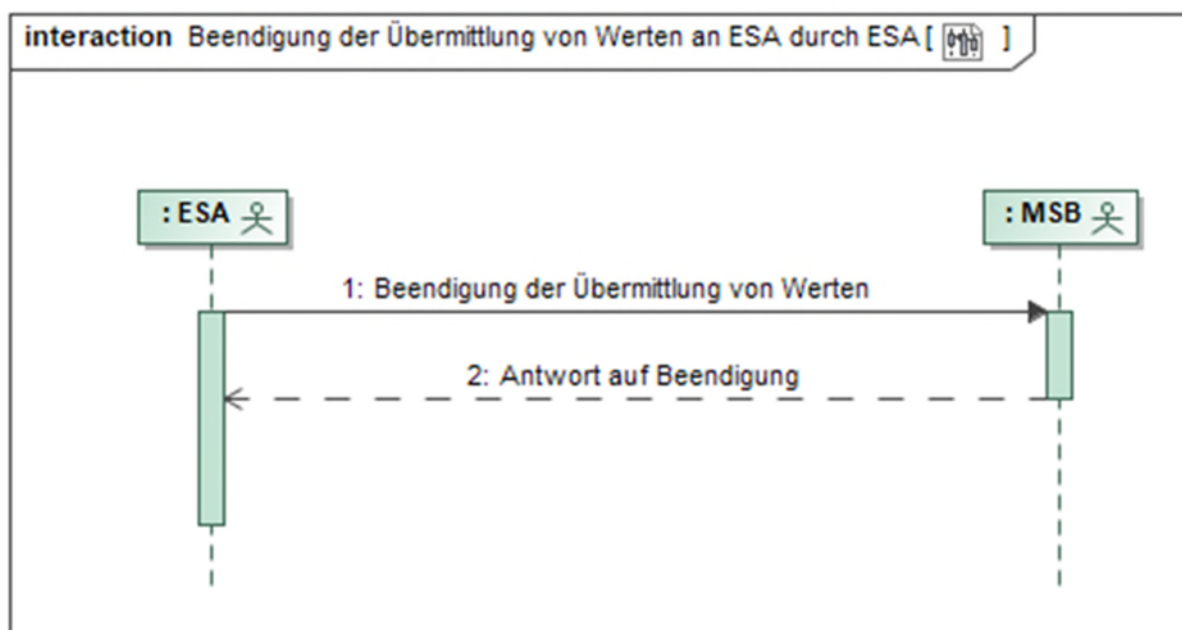 interaction Beendigung der Übermittlung von Werten an ESA durch ESA [ ]
: ESA
: MSB
1: Beendigung der Übermittlung von Werten
2: Antwort auf Beendigung